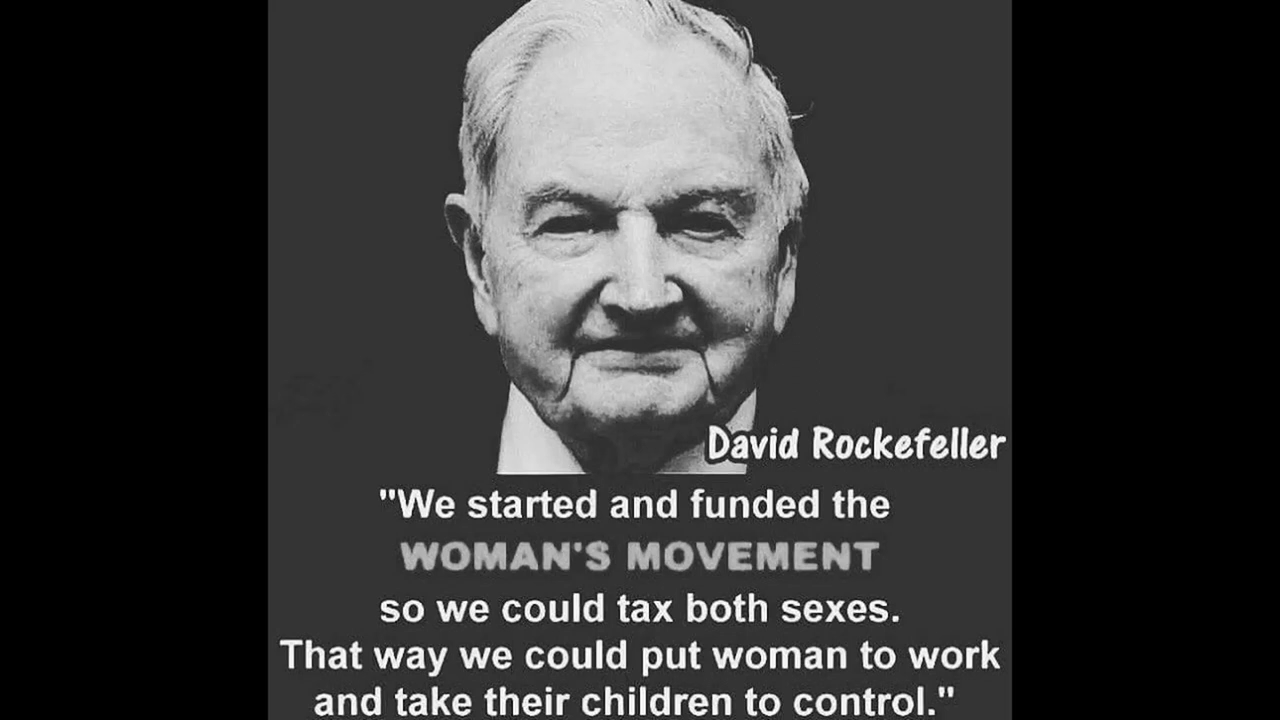 David Rockefeller
"We started and funded the
WOMAN'S MOVEMENT
so we could tax both sexes.
That way we could put woman to work
and take their children to control."